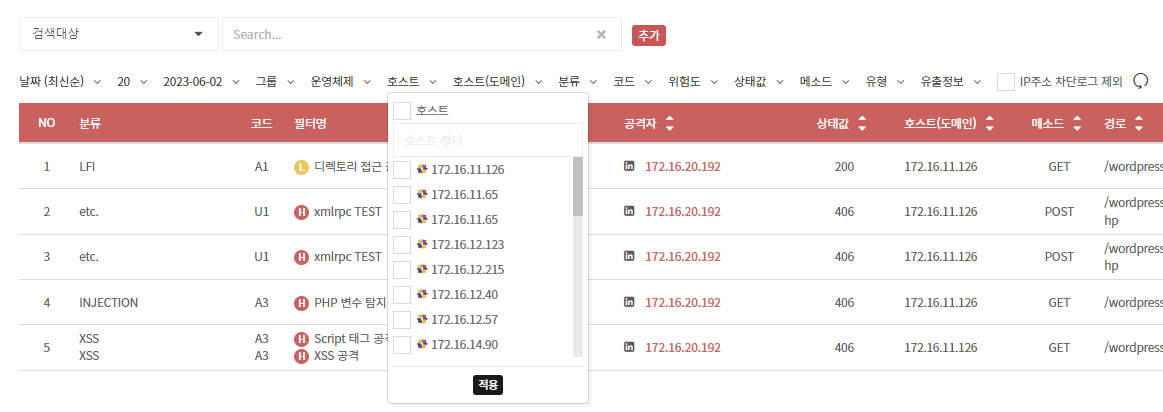 검색대상 Search... 추가
날짜 (최신순) 20 2023-06-02 그룹 운영체제 호스트 호스트(도메인) 분류 코드 위험도 상태값 메소드 유형 유출정보 IP주소 차단로그 제외
NO 분류 코드 필터명 공격자 상태값 호스트(도메인) 메소드 경로
1 LFI A1 L 디렉토리 접근 172.16.20.192 200 172.16.11.126 GET /wordpress
2 etc. U1 H xmlrpc TEST 172.16.20.192 406 172.16.11.126 POST /wordpress
hp
3 etc. U1 H xmlrpc TEST 172.16.20.192 406 172.16.11.126 POST /wordpress
hp
4 INJECTION A3 H PHP 변수 탐지 172.16.20.192 406 172.16.11.126 GET /wordpress
5 XSS A3 H Script 태그 172.16.20.192 406 172.16.11.126 GET /wordpress
XSS A3 H XSS 공격
호스트
호스트 필터
172.16.11.126
172.16.11.65
172.16.11.65
172.16.12.123
172.16.12.215
172.16.12.40
172.16.12.57
172.16.14.90
적용